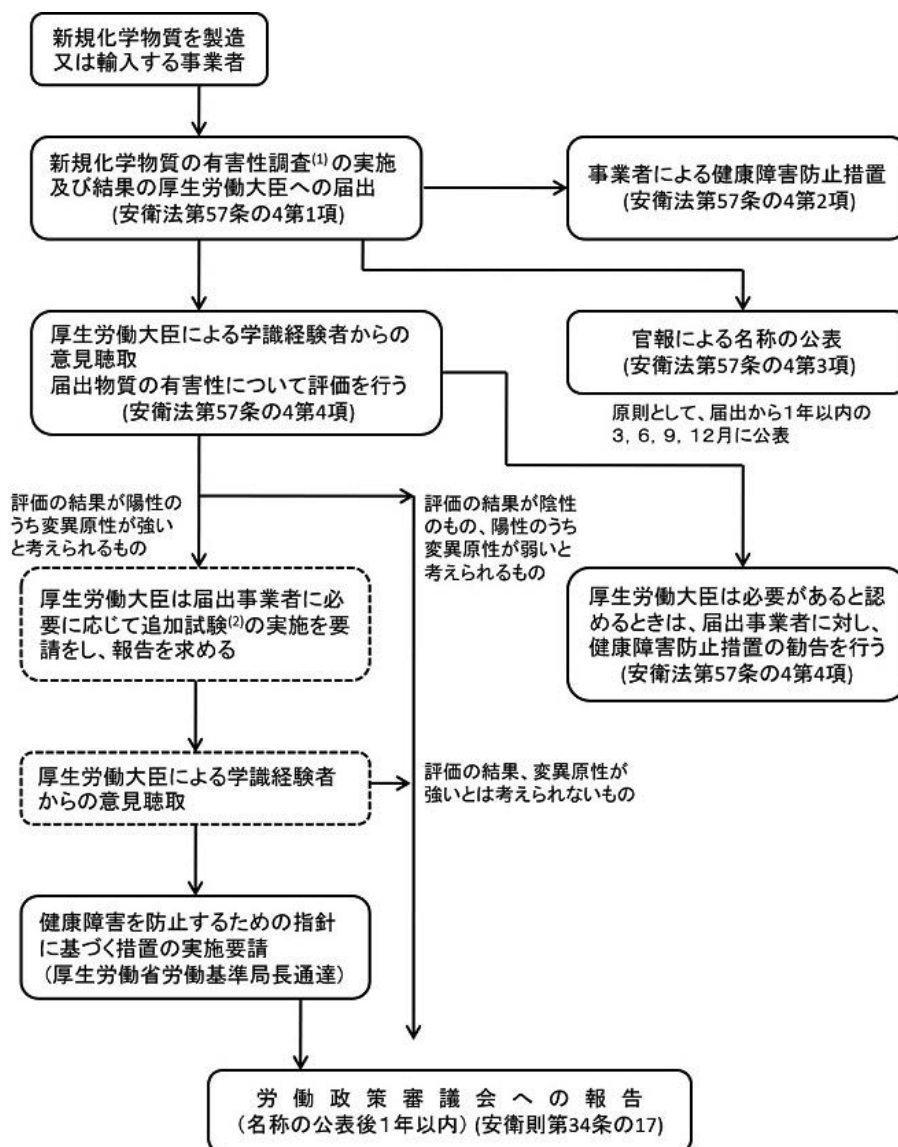 新規化学物質を製造
又は輸入する事業者
新規化学物質の有害性調査(1)の実施
及び結果の厚生労働大臣への届出
(安衛法第57条の4第1項)
事業者による健康障害防止措置
(安衛法第57条の4第2項)
厚生労働大臣による学識経験者からの
意見聴取
届出物質の有害性について評価を行う
(安衛法第57条の4第4項)
官報による名称の公表
(安衛法第57条の4第3項)
原則として、届出から1年以内の
3, 6, 9, 12月に公表
評価の結果が陽性の
うち変異原性が強い
と考えられるもの
評価の結果が陰性
のもの、陽性のうち
変異原性が弱いと
考えられるもの
厚生労働大臣は届出事業者に必
要に応じて追加試験(2)の実施を要
請をし、報告を求める
厚生労働大臣は必要があると認
めるときは、届出事業者に対し、
健康障害防止措置の勧告を行う
(安衛法第57条の4第4項)
厚生労働大臣による学識経験者
からの意見聴取
評価の結果、変異原性が
強いとは考えられないもの
健康障害を防止するための指針
に基づく措置の実施要請
(厚生労働省労働基準局長通達)
労働政策審議会への報告
(名称の公表後1年以内) (安衛則第34条の17)